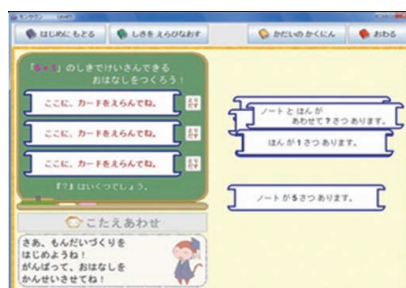 モンサクン Level1
はじめに もどる
しきを えらびなおす
かだいの かくにん
おわる
「6+1」のしきでけいさんできる
おはなしをつくろう！
ここに、カードをえらんでね。
ここに、カードをえらんでね。
ここに、カードをえらんでね。
『？』はいくつでしょう。
こたえあわせ
さあ、もんだいづくりを
はじめようね！
がんばって、おはなしを
かんせいさせてね！
ノート と ほん が
あわせて ? さつ あります。
ほん が 1 さつ あります。
ノート が 5 さつ あります。